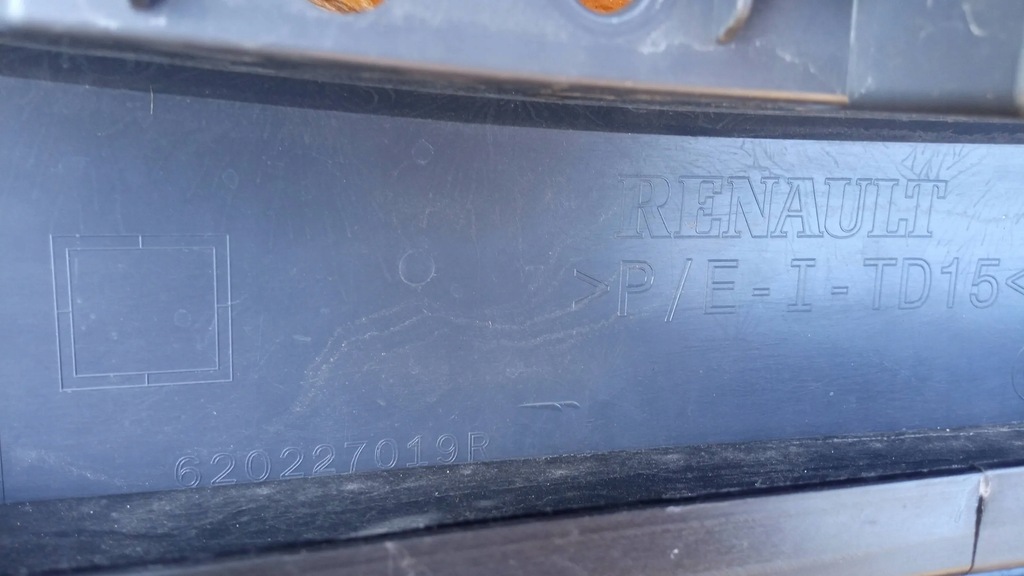 RENAULT
>P/E-I-TD15<
620227019R